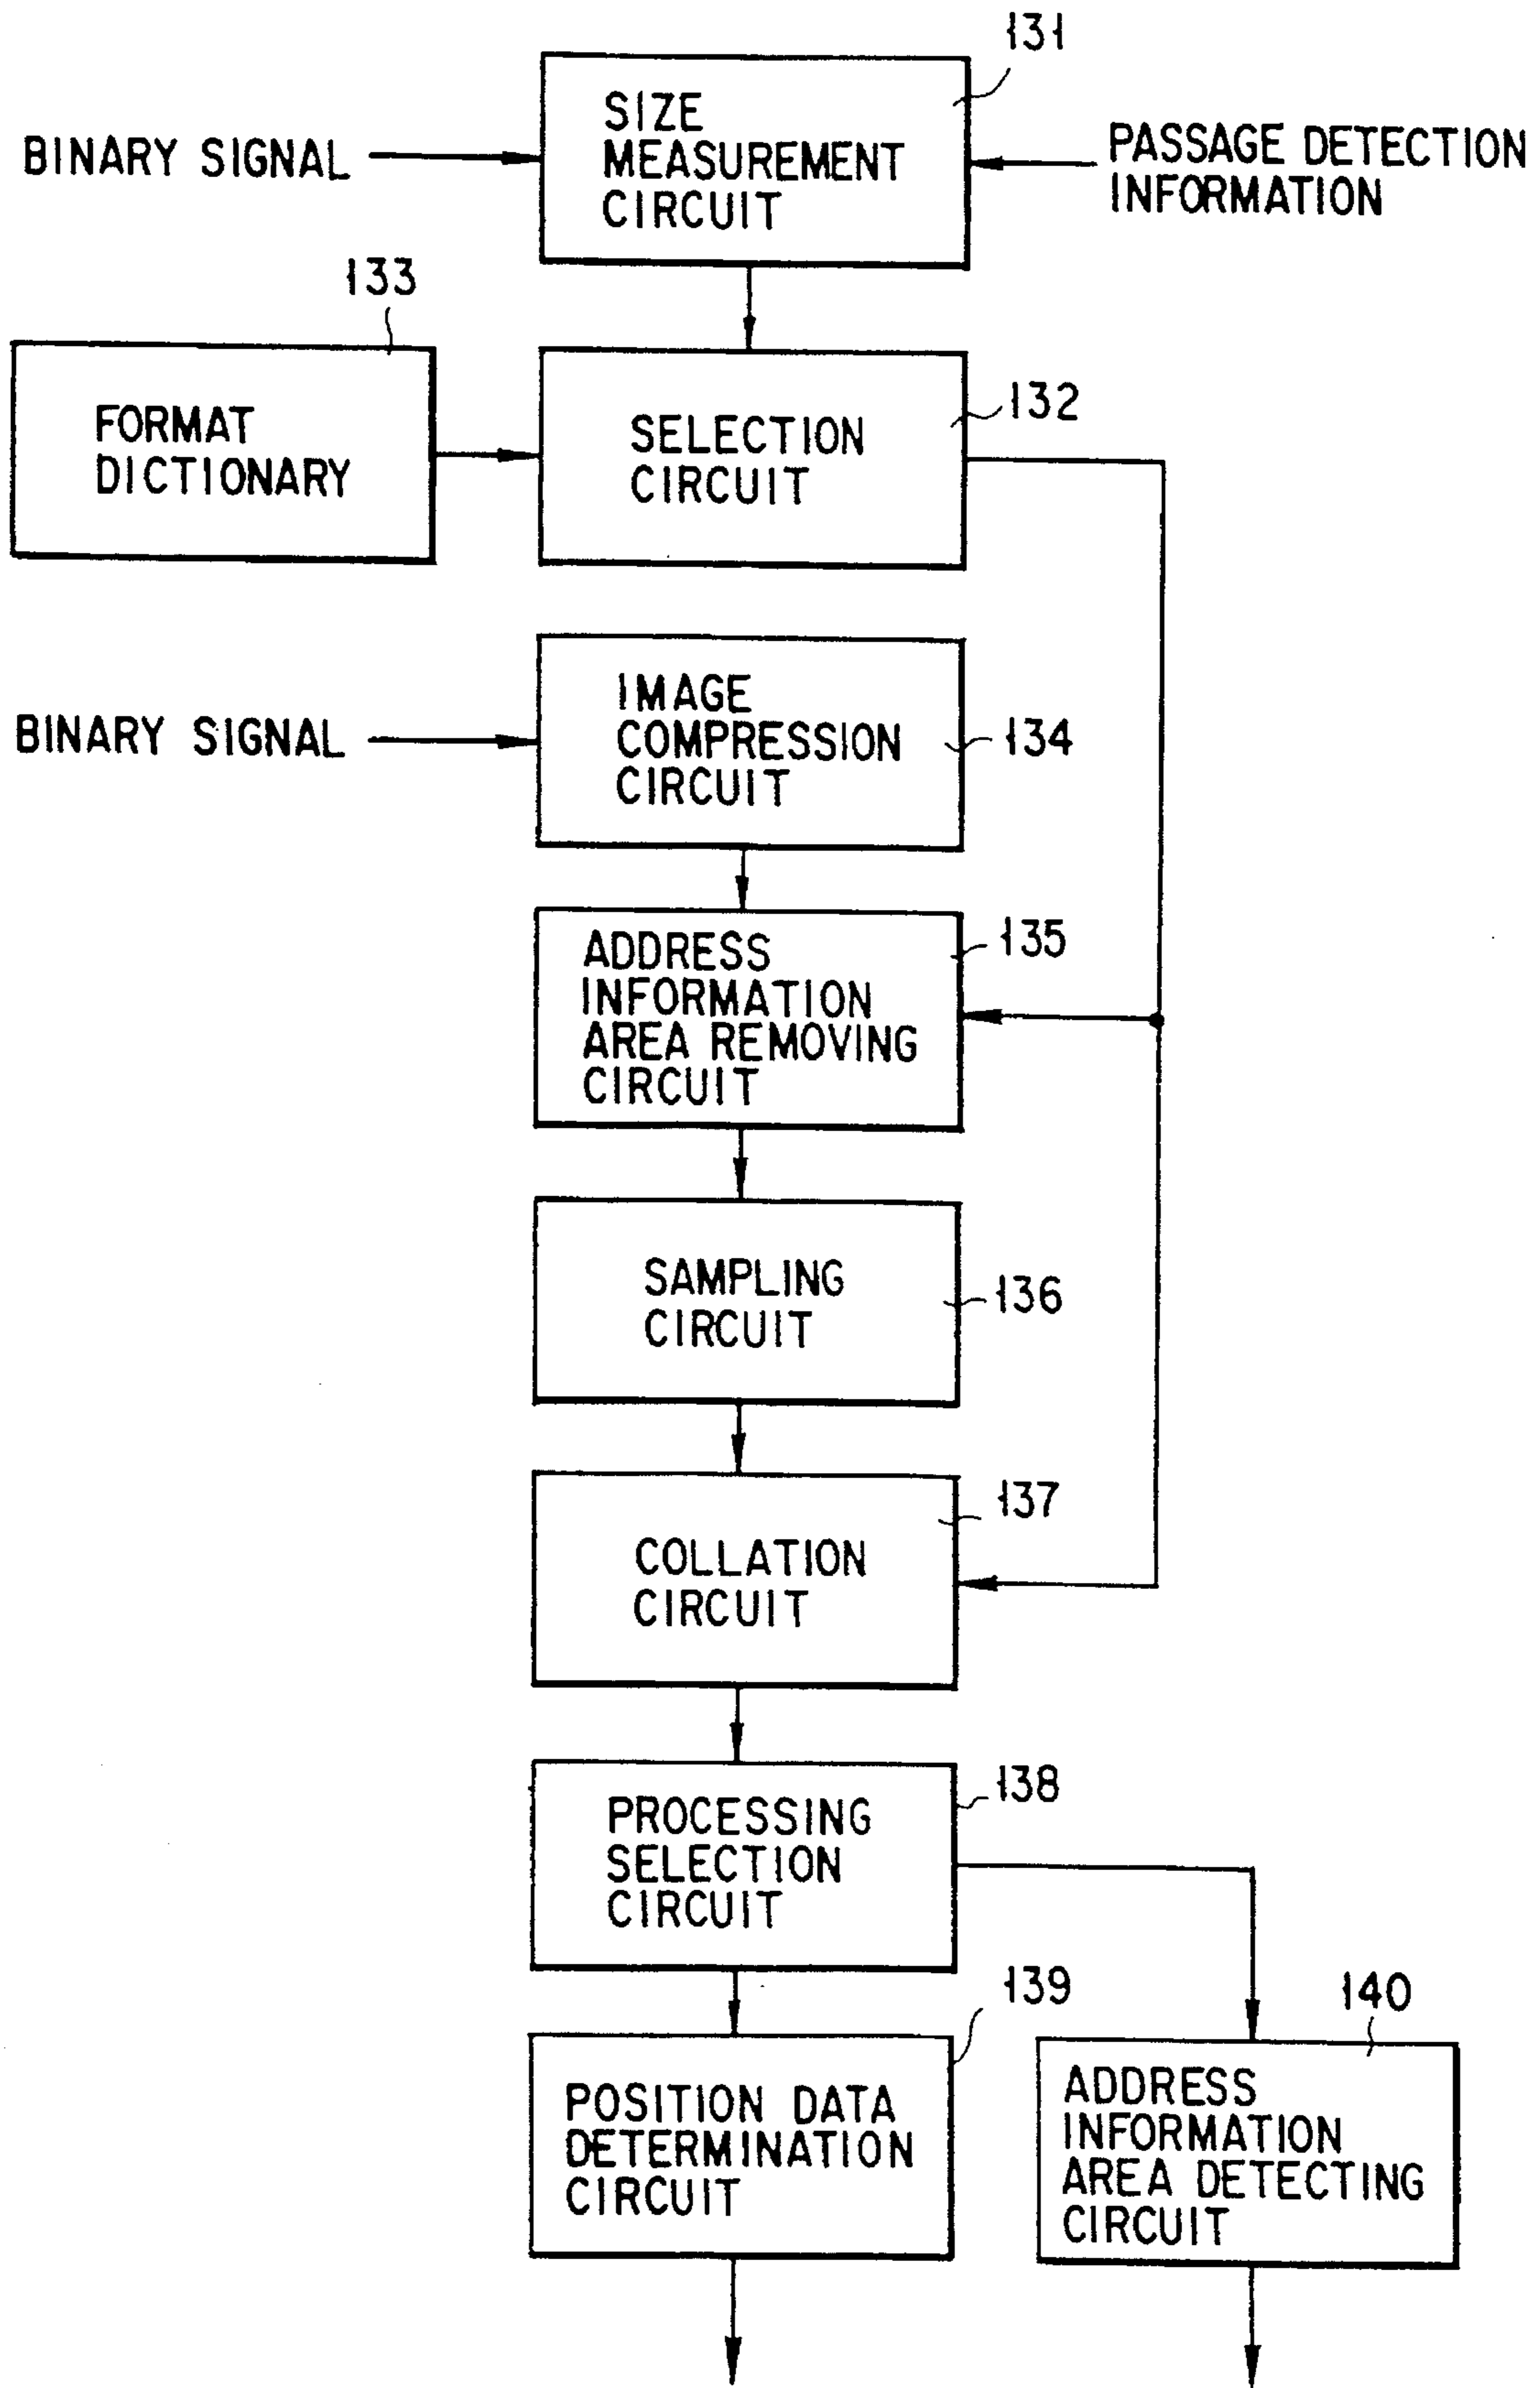 131
SIZE
MEASUREMENT
CIRCUIT
BINARY SIGNAL
PASSAGE DETECTION
INFORMATION
133
FORMAT
DICTIONARY
132
SELECTION
CIRCUIT
BINARY SIGNAL
IMAGE
COMPRESSION
CIRCUIT
134
ADDRESS
INFORMATION
AREA REMOVING
CIRCUIT
135
SAMPLING
CIRCUIT
136
137
COLLATION
CIRCUIT
138
PROCESSING
SELECTION
CIRCUIT
139
POSITION DATA
DETERMINATION
CIRCUIT
140
ADDRESS
INFORMATION
AREA DETECTING
CIRCUIT